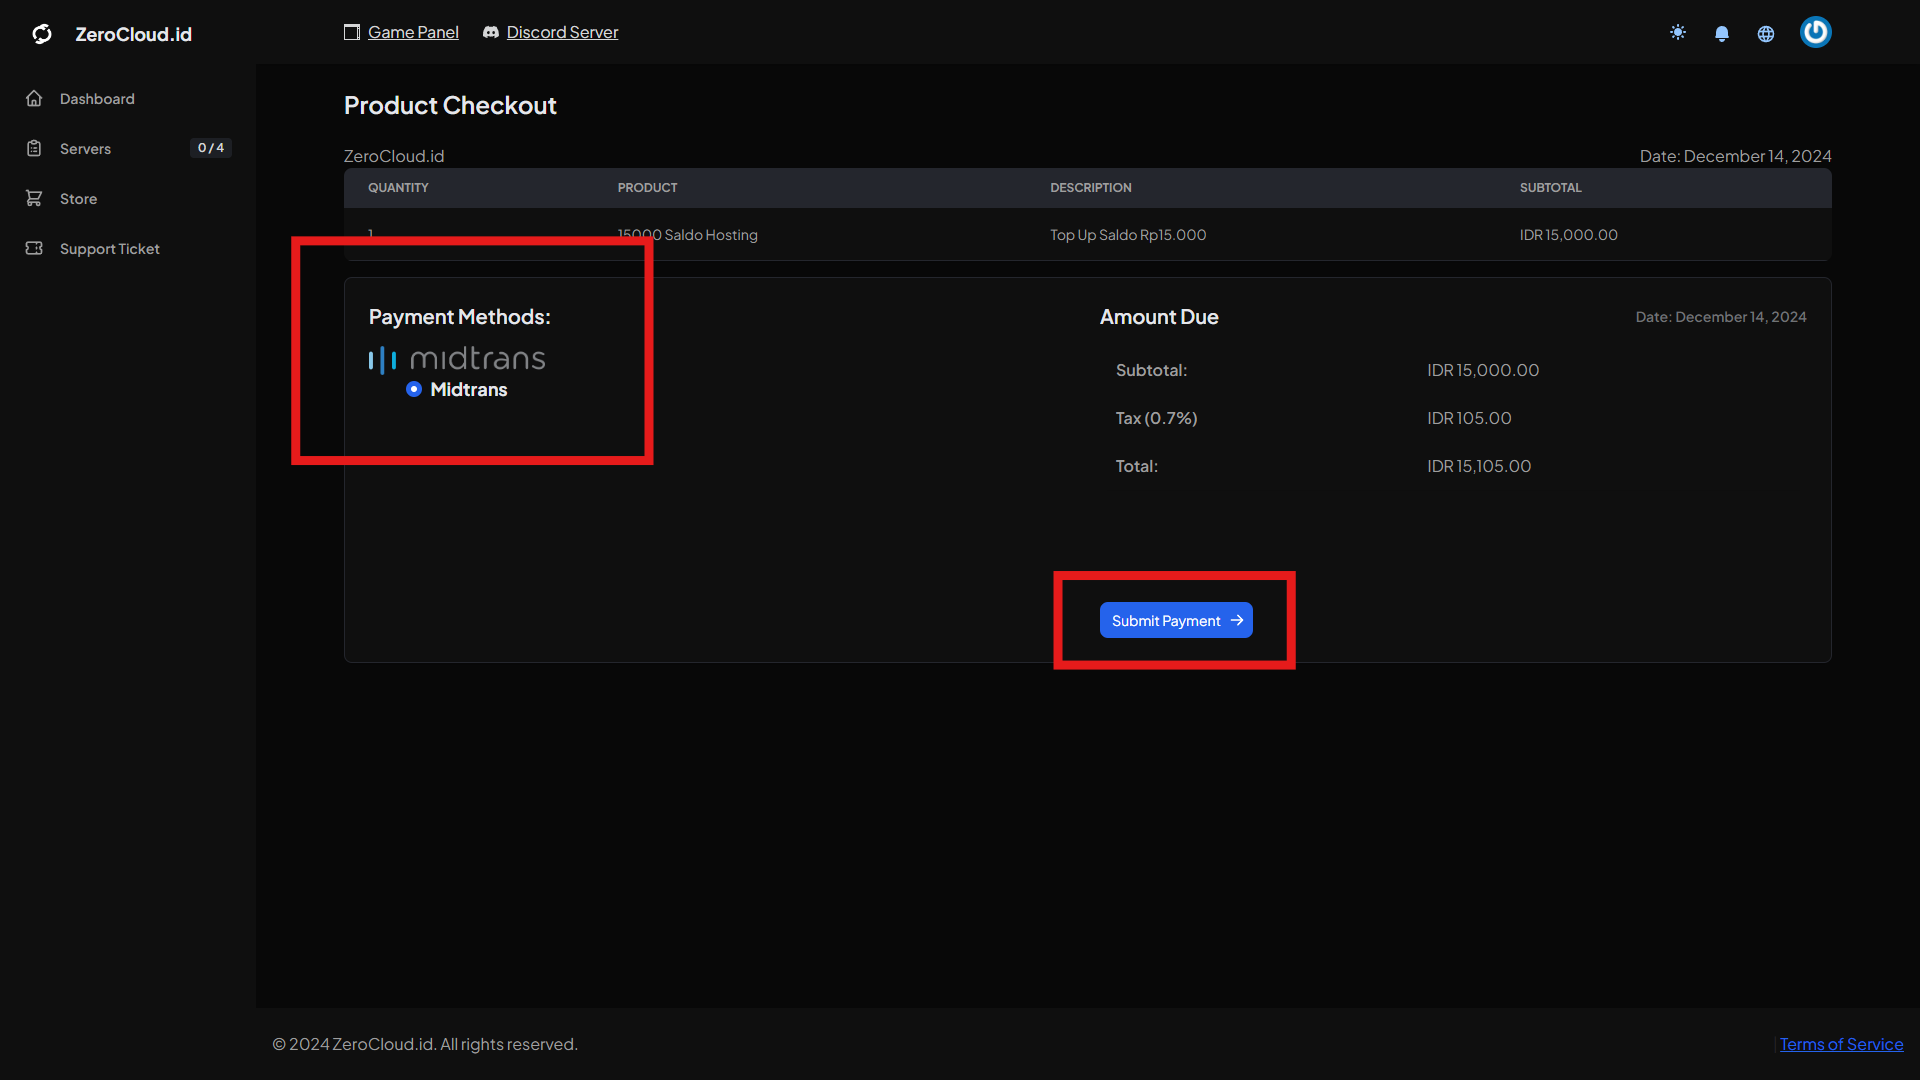 ZeroCloud.id
Game Panel
Discord Server
Dashboard
Servers
0 / 4
Store
Support Ticket
Product Checkout
ZeroCloud.id
Date: December 14, 2024
QUANTITY PRODUCT DESCRIPTION SUBTOTAL
1 15000 Saldo Hosting Top Up Saldo Rp15.000 IDR 15,000.00
Payment Methods:
midtrans
Midtrans
Amount Due
Date: December 14, 2024
Subtotal: IDR 15,000.00
Tax (0.7%) IDR 105.00
Total: IDR 15,105.00
Submit Payment
© 2024 ZeroCloud.id. All rights reserved.
| Terms of Service